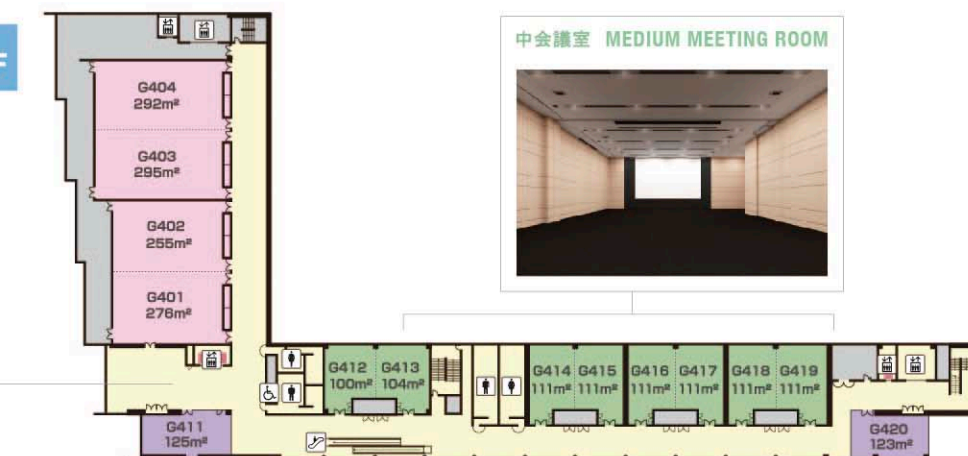 中会議室 MEDIUM MEETING ROOM
G404
292m²
G403
295m²
G402
255m²
G401
276m²
G412
100m²
G413
104m²
G414
111m²
G415
111m²
G416
111m²
G417
111m²
G418
111m²
G419
111m²
G411
125m²
G420
123m²